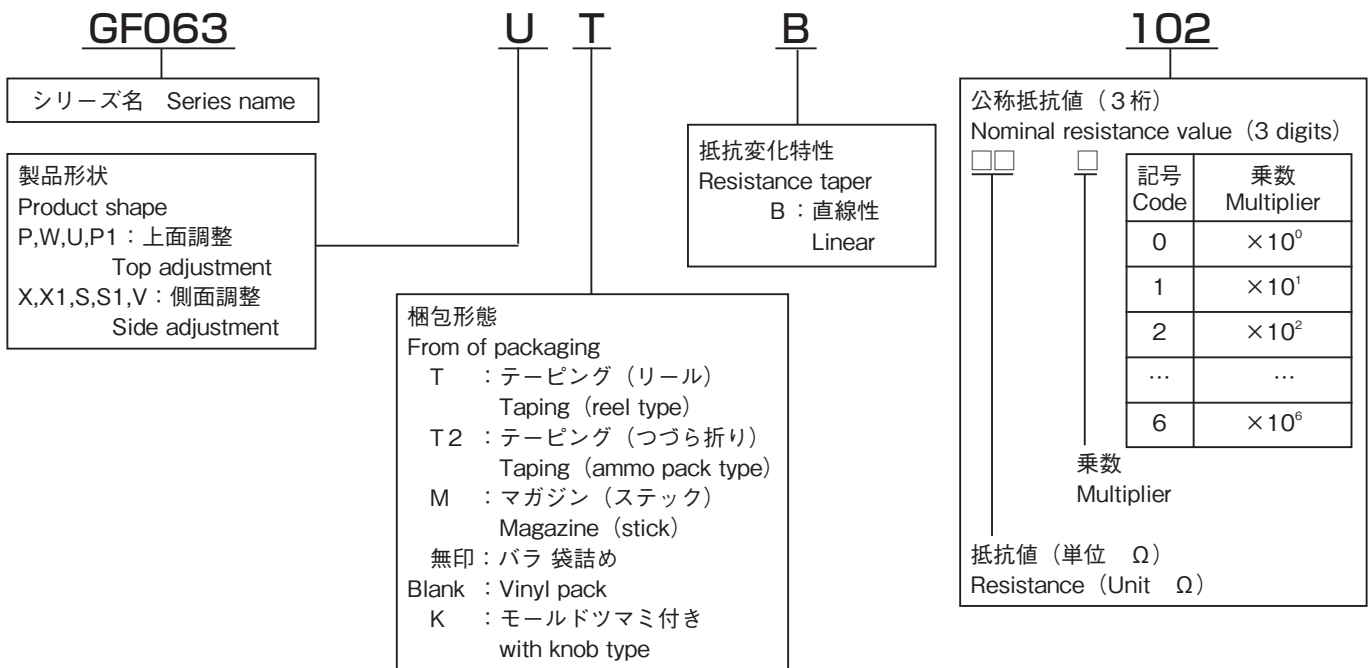 GF063 U T B 102
シリーズ名 Series name
製品形状
Product shape
P,W,U,P1：上面調整
Top adjustment
X,X1,S,S1,V：側面調整
Side adjustment
梱包形態
From of packaging
T ：テーピング（リール）
Taping（reel type）
T2 ：テーピング（つづら折り）
Taping（ammo pack type）
M ：マガジン（ステック）
Magazine（stick）
無印：バラ 袋詰め
Blank ：Vinyl pack
K ：モールドツマミ付き
with knob type
抵抗変化特性
Resistance taper
B：直線性
Linear
公称抵抗値（3桁）
Nominal resistance value（3 digits）
□□ □
記号 乗数
Code Multiplier
0 ×10⁰
1 ×10¹
2 ×10²
… …
6 ×10⁶
乗数
Multiplier
抵抗値（単位 Ω）
Resistance（Unit Ω）